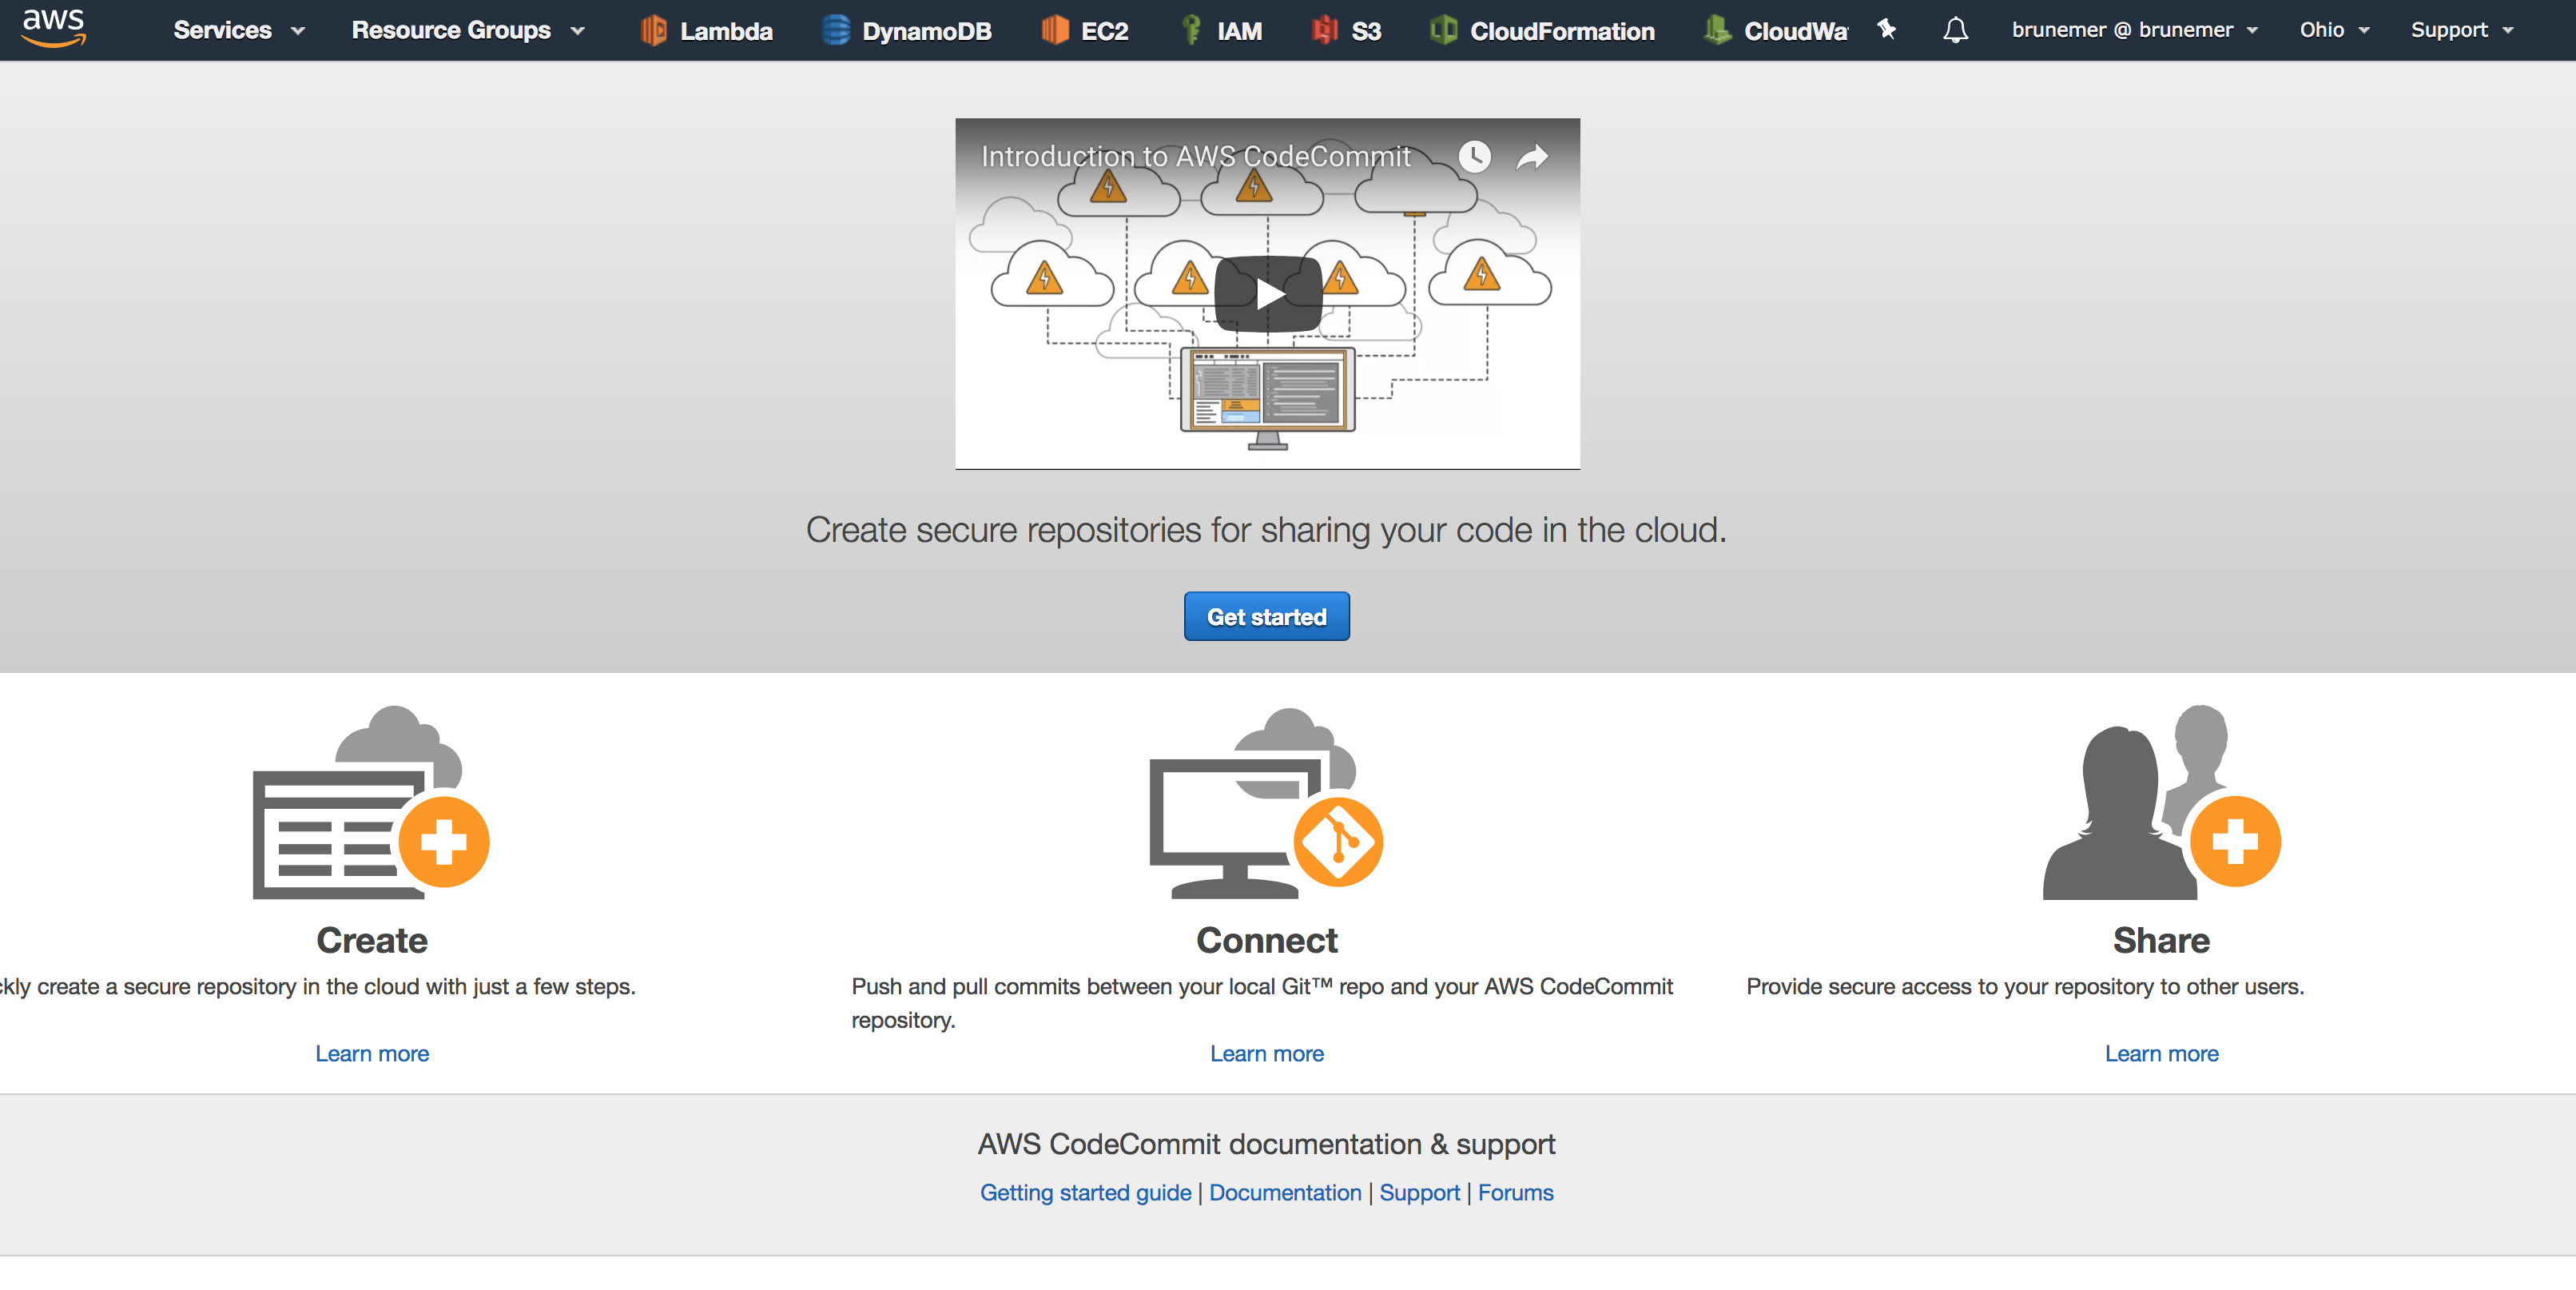 aws Services Resource Groups Lambda DynamoDB EC2 IAM S3 CloudFormation CloudWa brunemer @ brunemer Ohio Support
Introduction to AWS CodeCommit
Create secure repositories for sharing your code in the cloud.
Get started
Create
ckly create a secure repository in the cloud with just a few steps.
Learn more
Connect
Push and pull commits between your local Git™ repo and your AWS CodeCommit
repository.
Learn more
Share
Provide secure access to your repository to other users.
Learn more
AWS CodeCommit documentation & support
Getting started guide | Documentation | Support | Forums